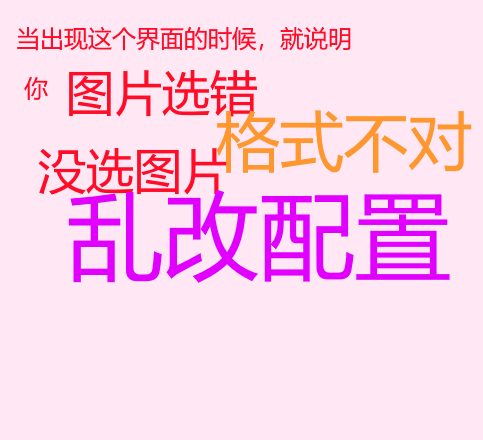 当出现这个界面的时候，就说明
你 图片选错
格式不对
没选图片
乱改配置